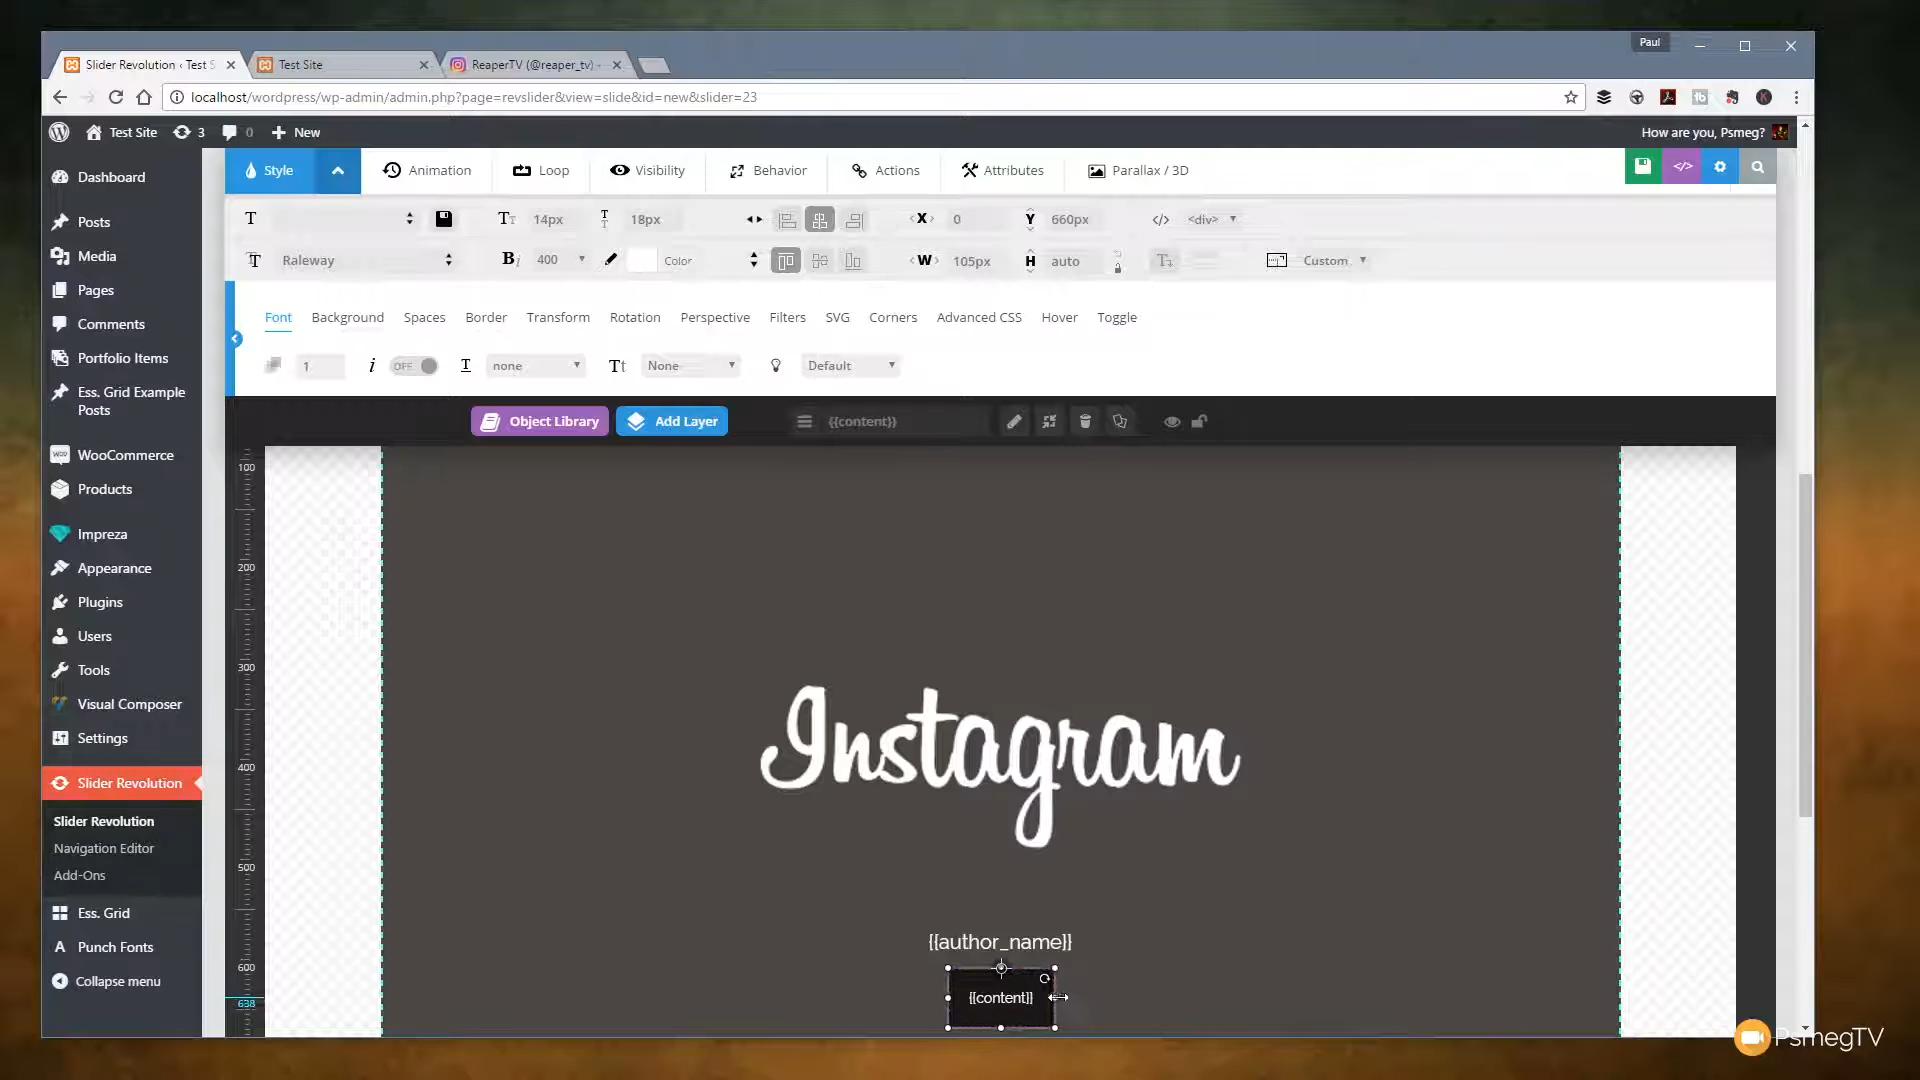 Paul
Slider Revolution ‹ Test S
Test Site
ReaperTV (@reaper_tv) -
localhost/wordpress/wp-admin/admin.php?page=revslider&view=slide&id=new&slider=23
Test Site
3
0
New
How are you, Psmeg?
Style
Animation
Loop
Visibility
Behavior
Actions
Attributes
Parallax / 3D
14px
18px
X
0
Y
660px
<div>
Raleway
400
Color
W
105px
H
auto
Custom
Font
Background
Spaces
Border
Transform
Rotation
Perspective
Filters
SVG
Corners
Advanced CSS
Hover
Toggle
1
OFF
none
None
Default
Object Library
Add Layer
{{content}}
Dashboard
Posts
Media
Pages
Comments
Portfolio Items
Ess. Grid Example
Posts
WooCommerce
Products
Impreza
Appearance
Plugins
Users
Tools
Visual Composer
Settings
Slider Revolution
Slider Revolution
Navigation Editor
Add-Ons
Ess. Grid
Punch Fonts
Collapse menu
100
200
300
400
500
600
638
Instagram
{{author_name}}
{{content}}
PsmegTV